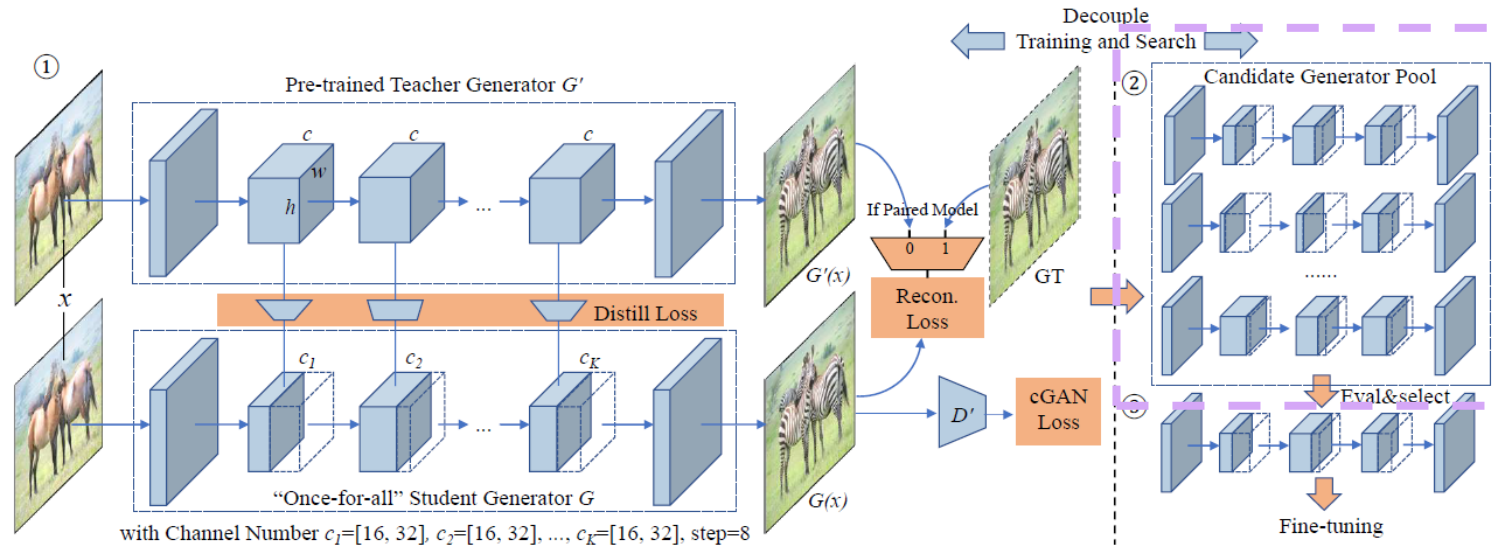 Decouple
Training and Search
①
Pre-trained Teacher Generator G′
②
Candidate Generator Pool
c
c
c
w
h
...
If Paired Model
0 1
G′(x)
GT
......
x
Recon.
Loss
Distill Loss
c1
c2
cK
...
D′
cGAN
Loss
Eval&select
③
"Once-for-all" Student Generator G
G(x)
with Channel Number c1=[16, 32], c2=[16, 32], ..., cK=[16, 32], step=8
Fine-tuning